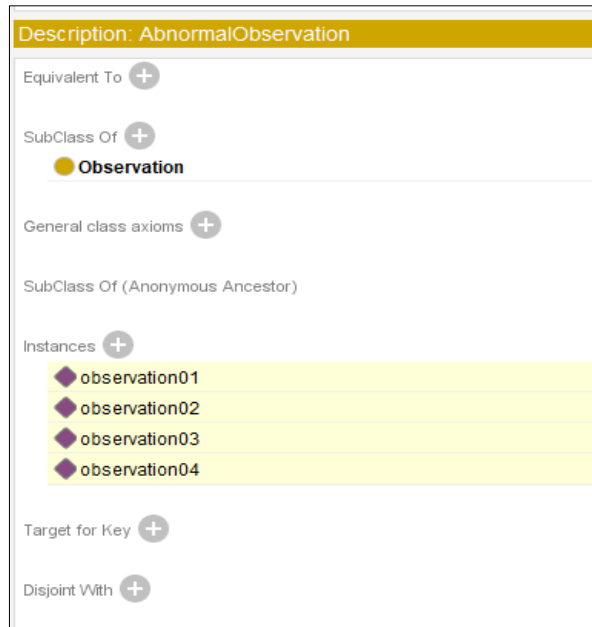 Description: AbnormalObservation
Equivalent To
SubClass Of
Observation
General class axioms
SubClass Of (Anonymous Ancestor)
Instances
observation01
observation02
observation03
observation04
Target for Key
Disjoint With